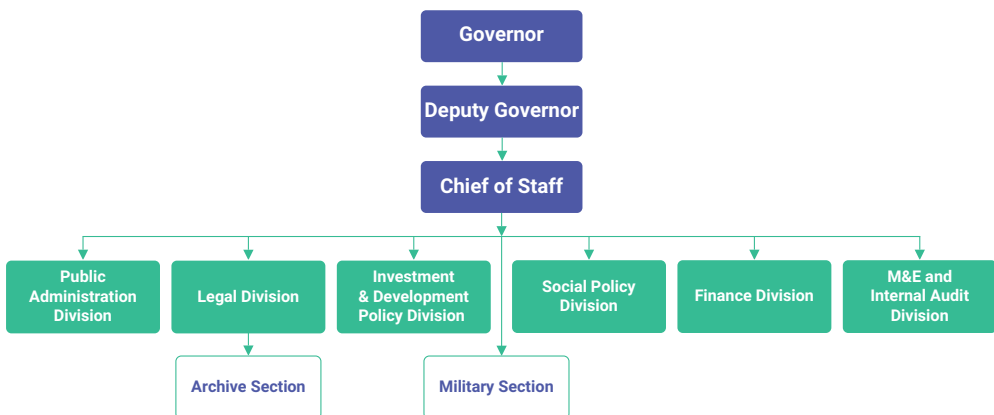 Governor
Deputy Governor
Chief of Staff
Public
Administration
Division
Legal Division
Investment
& Development
Policy Division
Social Policy
Division
Finance Division
M&E and
Internal Audit
Division
Archive Section
Military Section